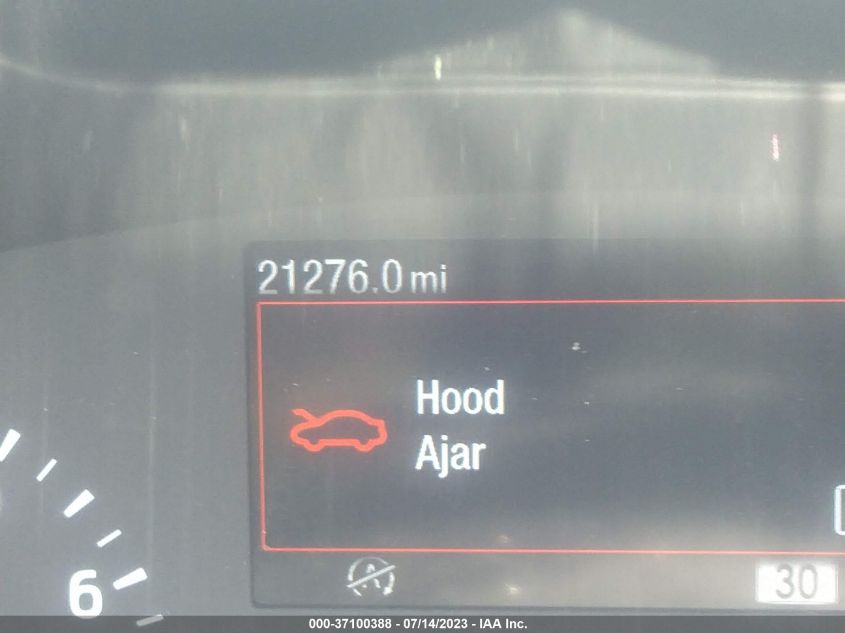 21276.0 mi
Hood
Ajar
6
A
30
000-37100388 - 07/14/2023 - IAA Inc.